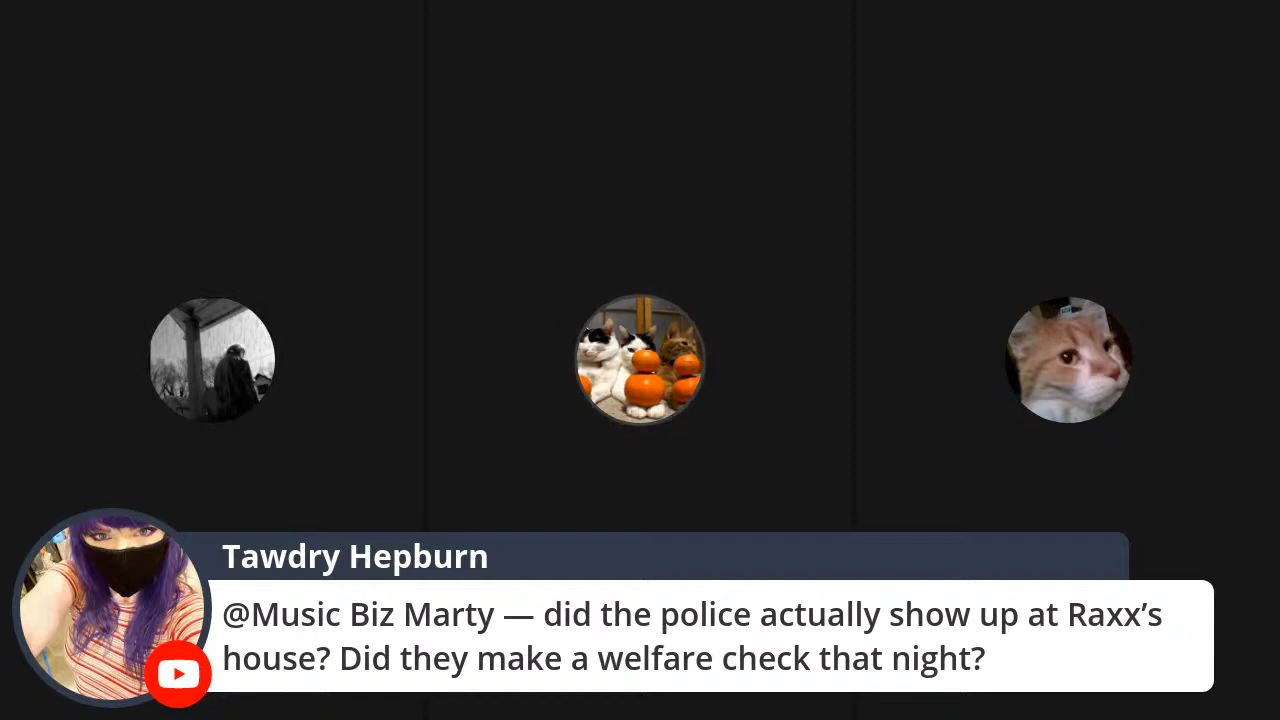 Tawdry Hepburn
@Music Biz Marty — did the police actually show up at Raxx’s
house? Did they make a welfare check that night?